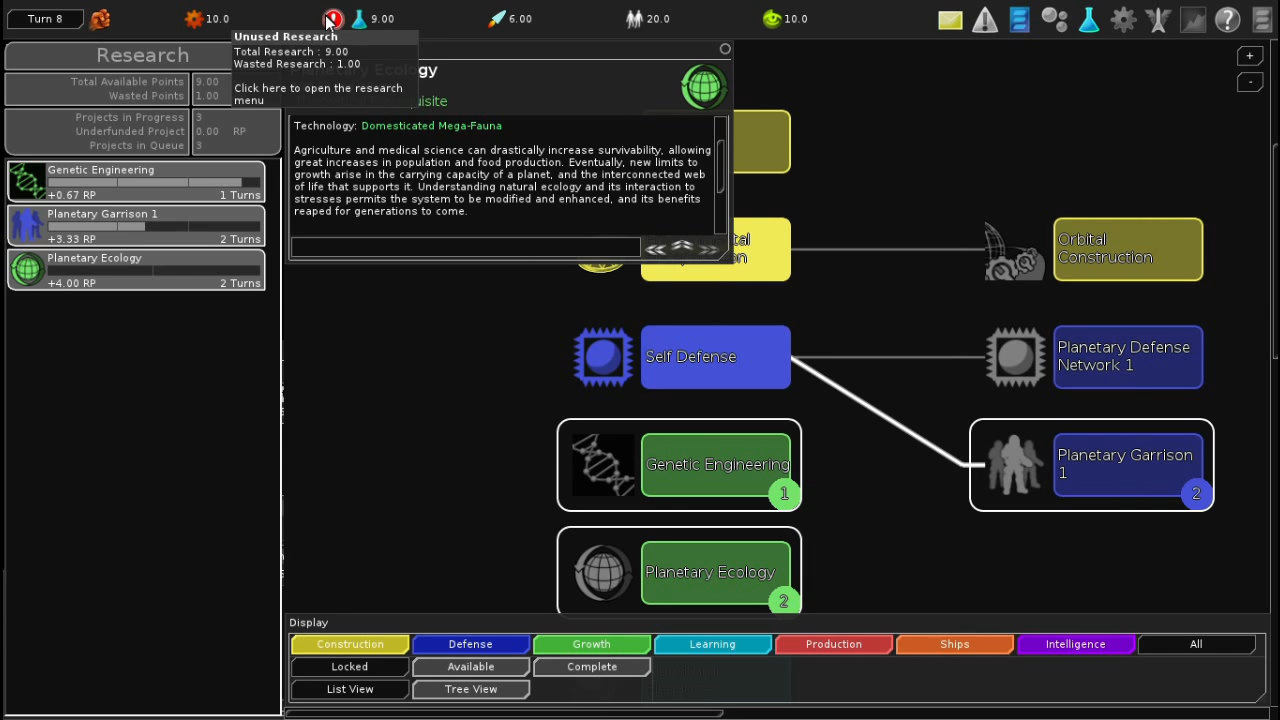 Turn 8
10.0
9.00
6.00
20.0
10.0
Unused Research
Total Research : 9.00
Wasted Research : 1.00
Click here to open the research
menu
Research
Total Available Points 9.00
Wasted Points 1.00
Projects in Progress 3
Underfunded Project 0.00 RP
Projects in Queue 3
Genetic Engineering
+0.67 RP 1 Turns
Planetary Garrison 1
+3.33 RP 2 Turns
Planetary Ecology
+4.00 RP 2 Turns
Technology: Domesticated Mega-Fauna
Agriculture and medical science can drastically increase survivability, allowing
great increases in population and food production. Eventually, new limits to
growth arise in the carrying capacity of a planet, and the interconnected web
of life that supports it. Understanding natural ecology and its interaction to
stresses permits the system to be modified and enhanced, and its benefits
reaped for generations to come.
+
-
Orbital
Construction
Self Defense
Planetary Defense
Network 1
Genetic Engineering
1
Planetary Garrison
1
2
Planetary Ecology
2
Display
Construction
Defense
Growth
Learning
Production
Ships
Intelligence
All
Locked
Available
Complete
List View
Tree View